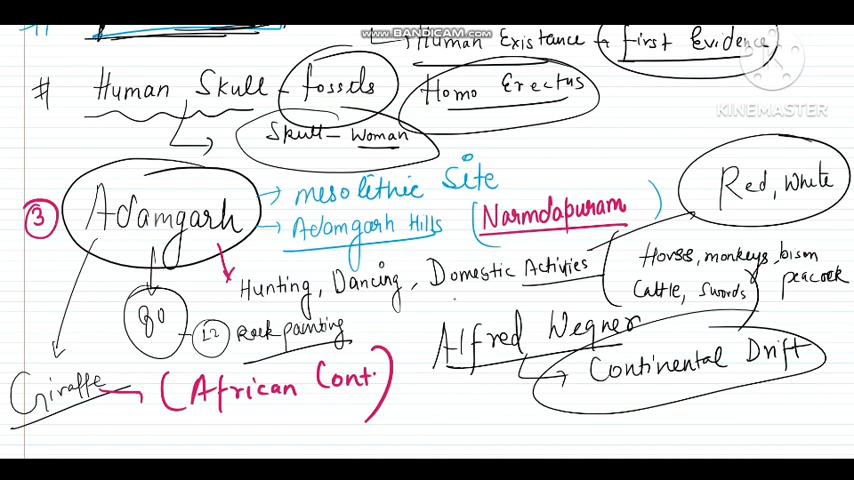 www.BANDICAM.com
Human Existance - First Evidence
KINEMASTER
# Human Skull - fossels
Homo Erectus
Skull - Woman
3 Adamgarh → mesolithic Site
→ Adamgarh Hills (Narmdapuram)
Red, White
Hunting, Dancing, Domestic Activies
Horses, monkeys, bison
peacock
Cattle, swords
80 - 12 Rock painting
Alfred Wegner
→ Continental Drift
Giraffe - (African Cont.)